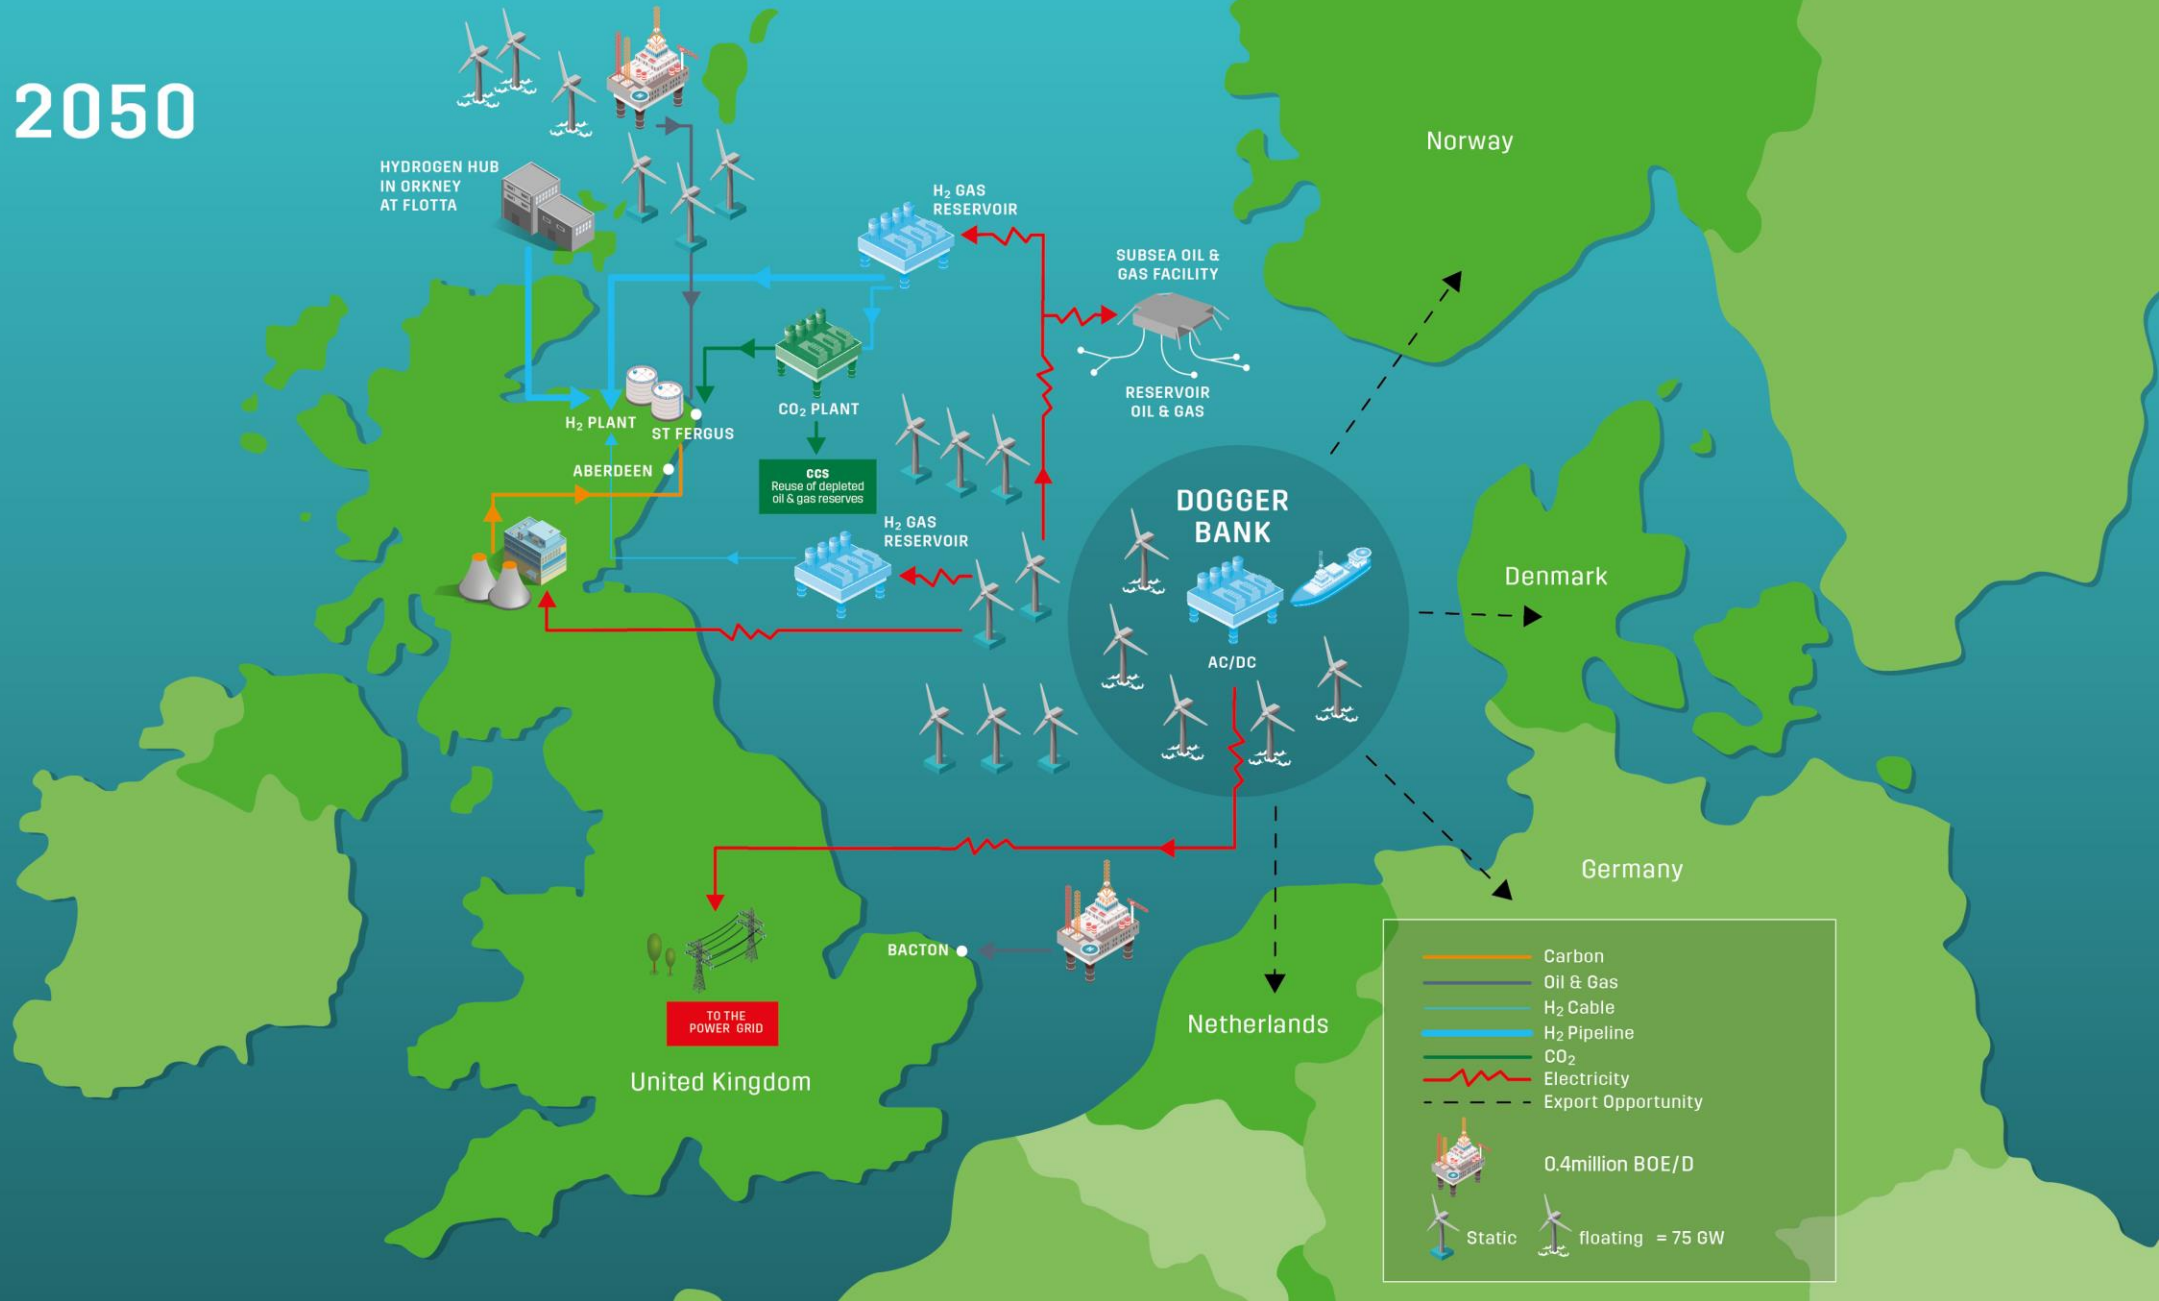 2050
HYDROGEN HUB
IN ORKNEY
AT FLOTTA
H₂ GAS
RESERVOIR
Norway
SUBSEA OIL &
GAS FACILITY
RESERVOIR
OIL & GAS
CO₂ PLANT
H₂ PLANT
ST FERGUS
ABERDEEN
CCS
Reuse of depleted
oil & gas reserves
H₂ GAS
RESERVOIR
DOGGER
BANK
AC/DC
Denmark
Germany
BACTON
TO THE
POWER GRID
United Kingdom
Netherlands
Carbon
Oil & Gas
H₂ Cable
H₂ Pipeline
CO₂
Electricity
Export Opportunity
0.4million BOE/D
Static floating = 75 GW